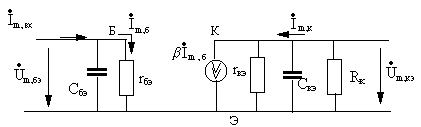 İm,вх Б İm,б К İm,к
U̇m,бэ Cбэ rбэ βİm,б rкэ Cкэ Rк U̇m,кэ
Э